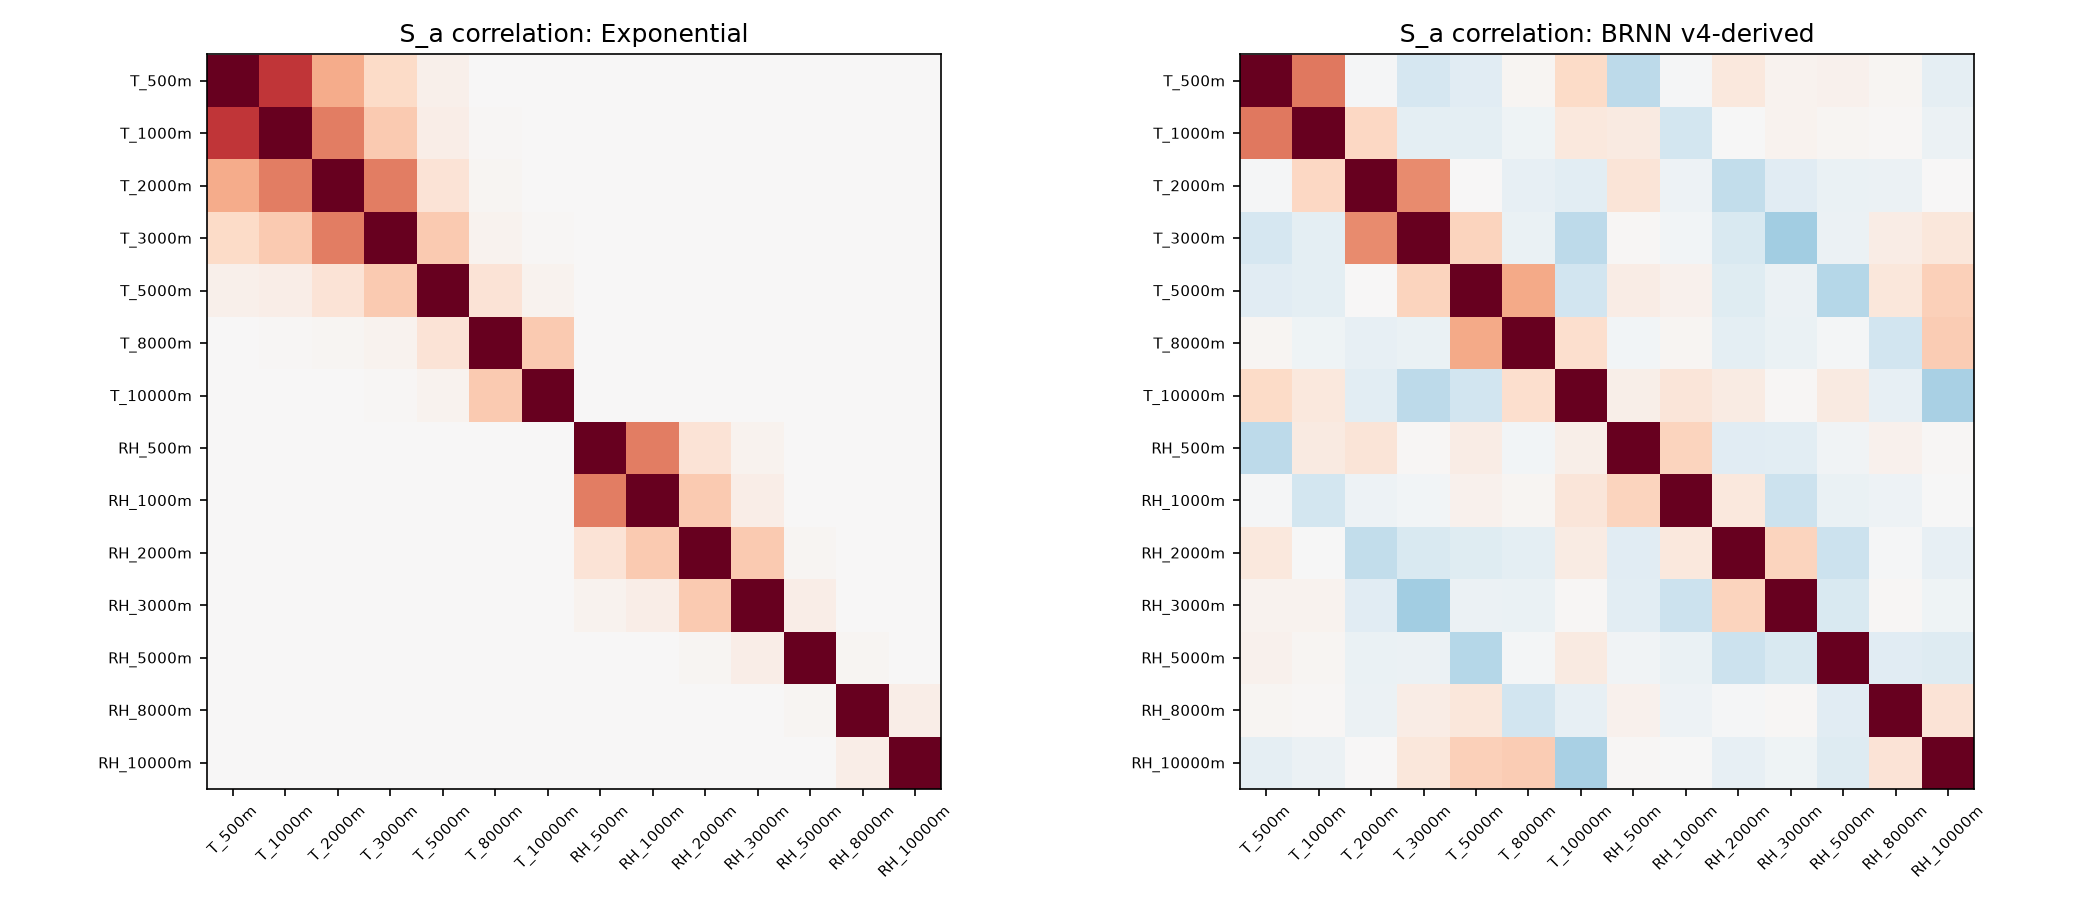 S_a correlation: Exponential
T_500m
T_1000m
T_2000m
T_3000m
T_5000m
T_8000m
T_10000m
RH_500m
RH_1000m
RH_2000m
RH_3000m
RH_5000m
RH_8000m
RH_10000m
T_500m
T_1000m
T_2000m
T_3000m
T_5000m
T_8000m
T_10000m
RH_500m
RH_1000m
RH_2000m
RH_3000m
RH_5000m
RH_8000m
RH_10000m
S_a correlation: BRNN v4-derived
T_500m
T_1000m
T_2000m
T_3000m
T_5000m
T_8000m
T_10000m
RH_500m
RH_1000m
RH_2000m
RH_3000m
RH_5000m
RH_8000m
RH_10000m
T_500m
T_1000m
T_2000m
T_3000m
T_5000m
T_8000m
T_10000m
RH_500m
RH_1000m
RH_2000m
RH_3000m
RH_5000m
RH_8000m
RH_10000m